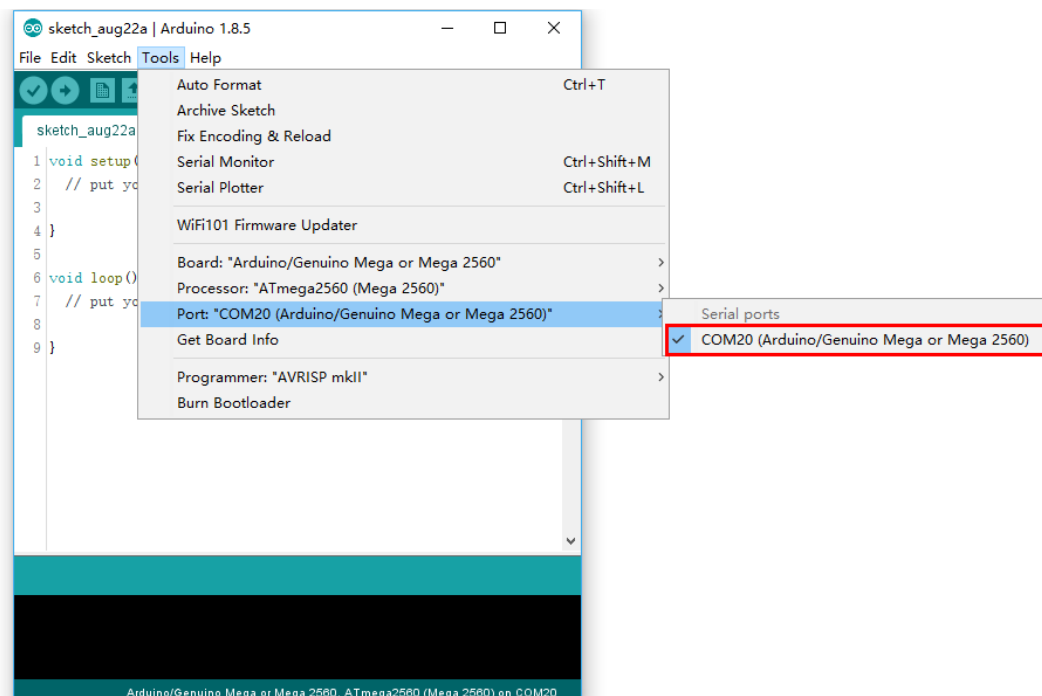 sketch_aug22a | Arduino 1.8.5
File Edit Sketch Tools Help
Auto Format Ctrl+T
Archive Sketch
Fix Encoding & Reload
Serial Monitor Ctrl+Shift+M
Serial Plotter Ctrl+Shift+L
WiFi101 Firmware Updater
Board: "Arduino/Genuino Mega or Mega 2560"
Processor: "ATmega2560 (Mega 2560)"
Port: "COM20 (Arduino/Genuino Mega or Mega 2560)"
Get Board Info
Programmer: "AVRISP mkII"
Burn Bootloader
Serial ports
COM20 (Arduino/Genuino Mega or Mega 2560)
sketch_aug22a
1 void setup(
2 // put yo
3
4 }
5
6 void loop()
7 // put yo
8
9 }
Arduino/Genuino Mega or Mega 2560, ATmega2560 (Mega 2560) on COM20